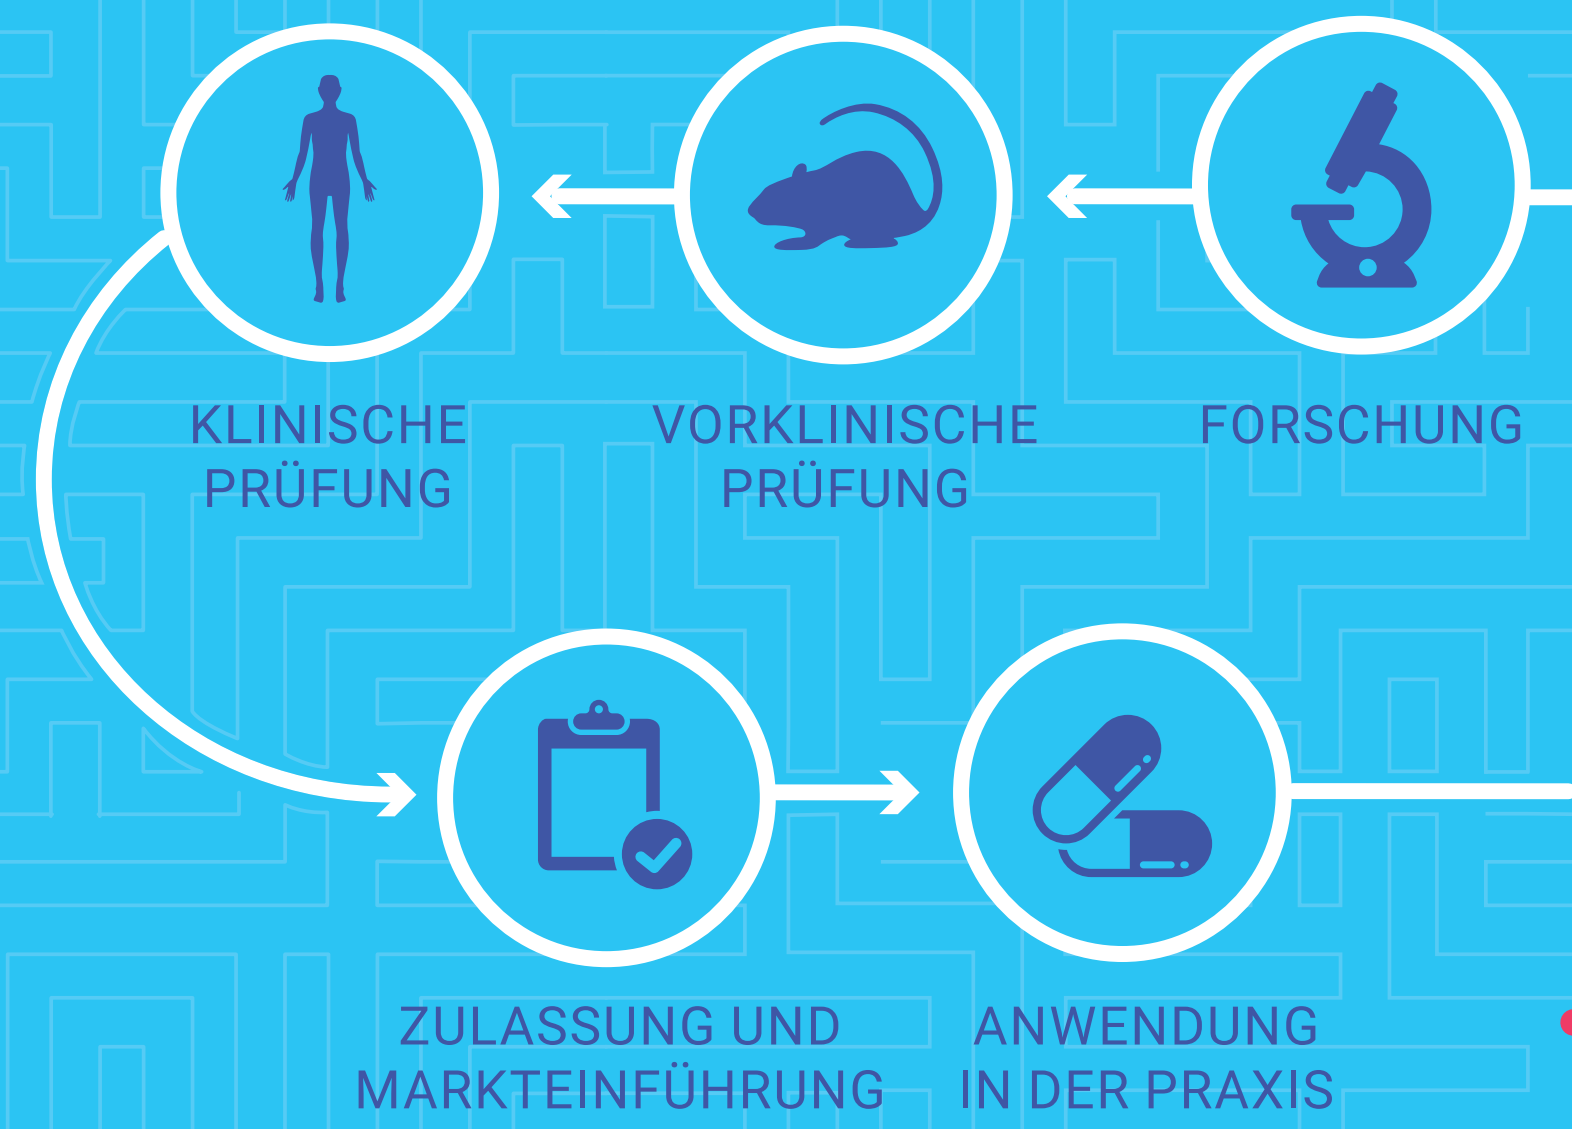 KLINISCHE
PRÜFUNG
VORKLINISCHE
PRÜFUNG
FORSCHUNG
ZULASSUNG UND
MARKTEINFÜHRUNG
ANWENDUNG
IN DER PRAXIS